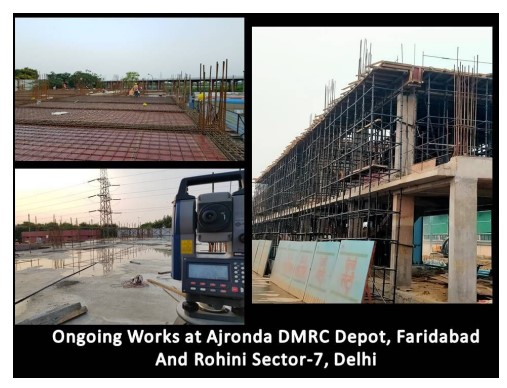 Ongoing Works at Ajronda DMRC Depot, Faridabad
And Rohini Sector-7, Delhi